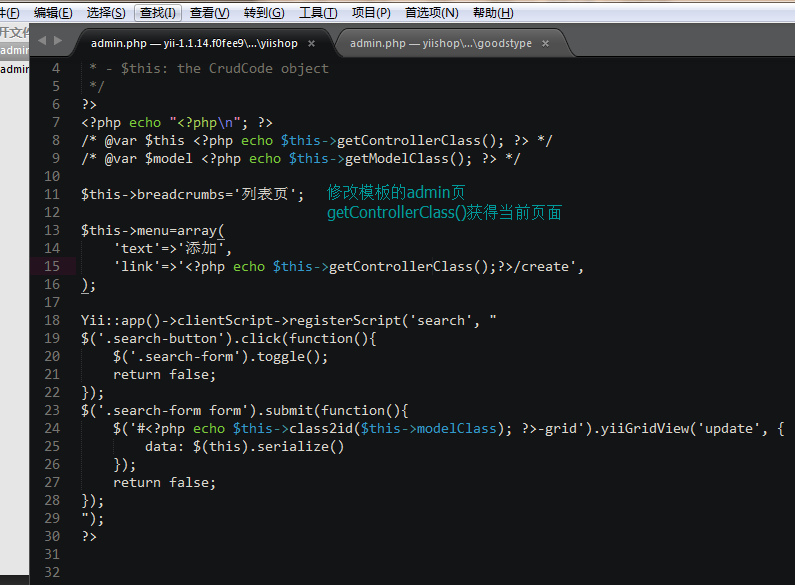 件(F) 编辑(E) 选择(S) 查找(I) 查看(V) 转到(G) 工具(T) 项目(P) 首选项(N) 帮助(H)
开文件
admin
admin
admin.php — yii-1.1.14.f0fee9\...\yiishop × admin.php — yiishop\...\goodstype ×
4 * - $this: the CrudCode object
5 */
6 ?>
7 <?php echo "<?php\n"; ?>
8 /* @var $this <?php echo $this->getControllerClass(); ?> */
9 /* @var $model <?php echo $this->getModelClass(); ?> */
10
11 $this->breadcrumbs='列表页'; 修改模板的admin页
12 getControllerClass()获得当前页面
13 $this->menu=array(
14 'text'=>'添加',
15 'link'=>'<?php echo $this->getControllerClass();?>/create',
16 );
17
18 Yii::app()->clientScript->registerScript('search', "
19 $('.search-button').click(function(){
20 $('.search-form').toggle();
21 return false;
22 });
23 $('.search-form form').submit(function(){
24 $('#<?php echo $this->class2id($this->modelClass); ?>-grid').yiiGridView('update', {
25 data: $(this).serialize()
26 });
27 return false;
28 });
29 ");
30 ?>
31
32